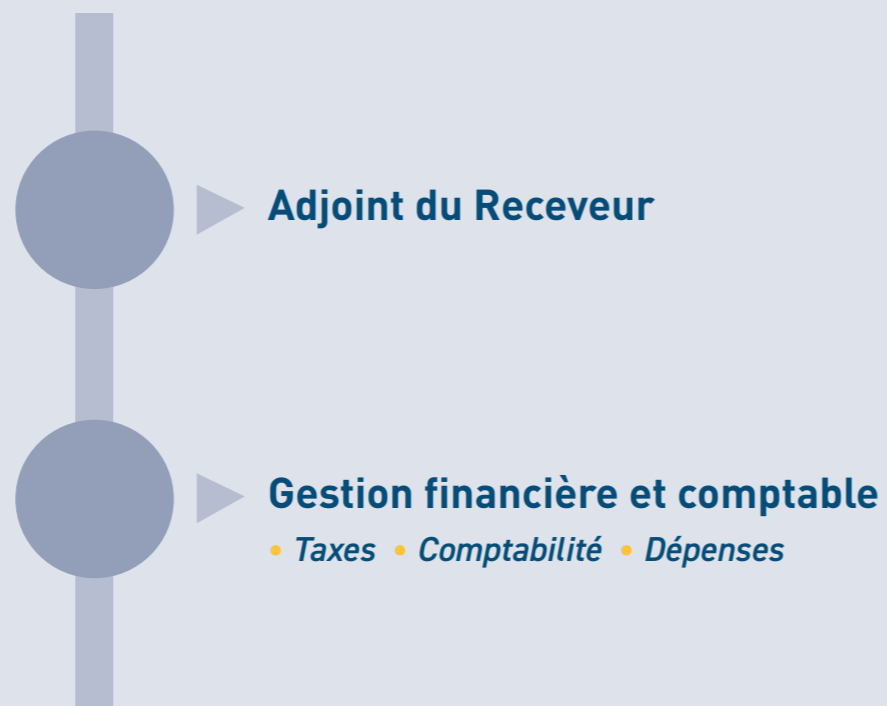 Adjoint du Receveur
Gestion financière et comptable
• Taxes • Comptabilité • Dépenses